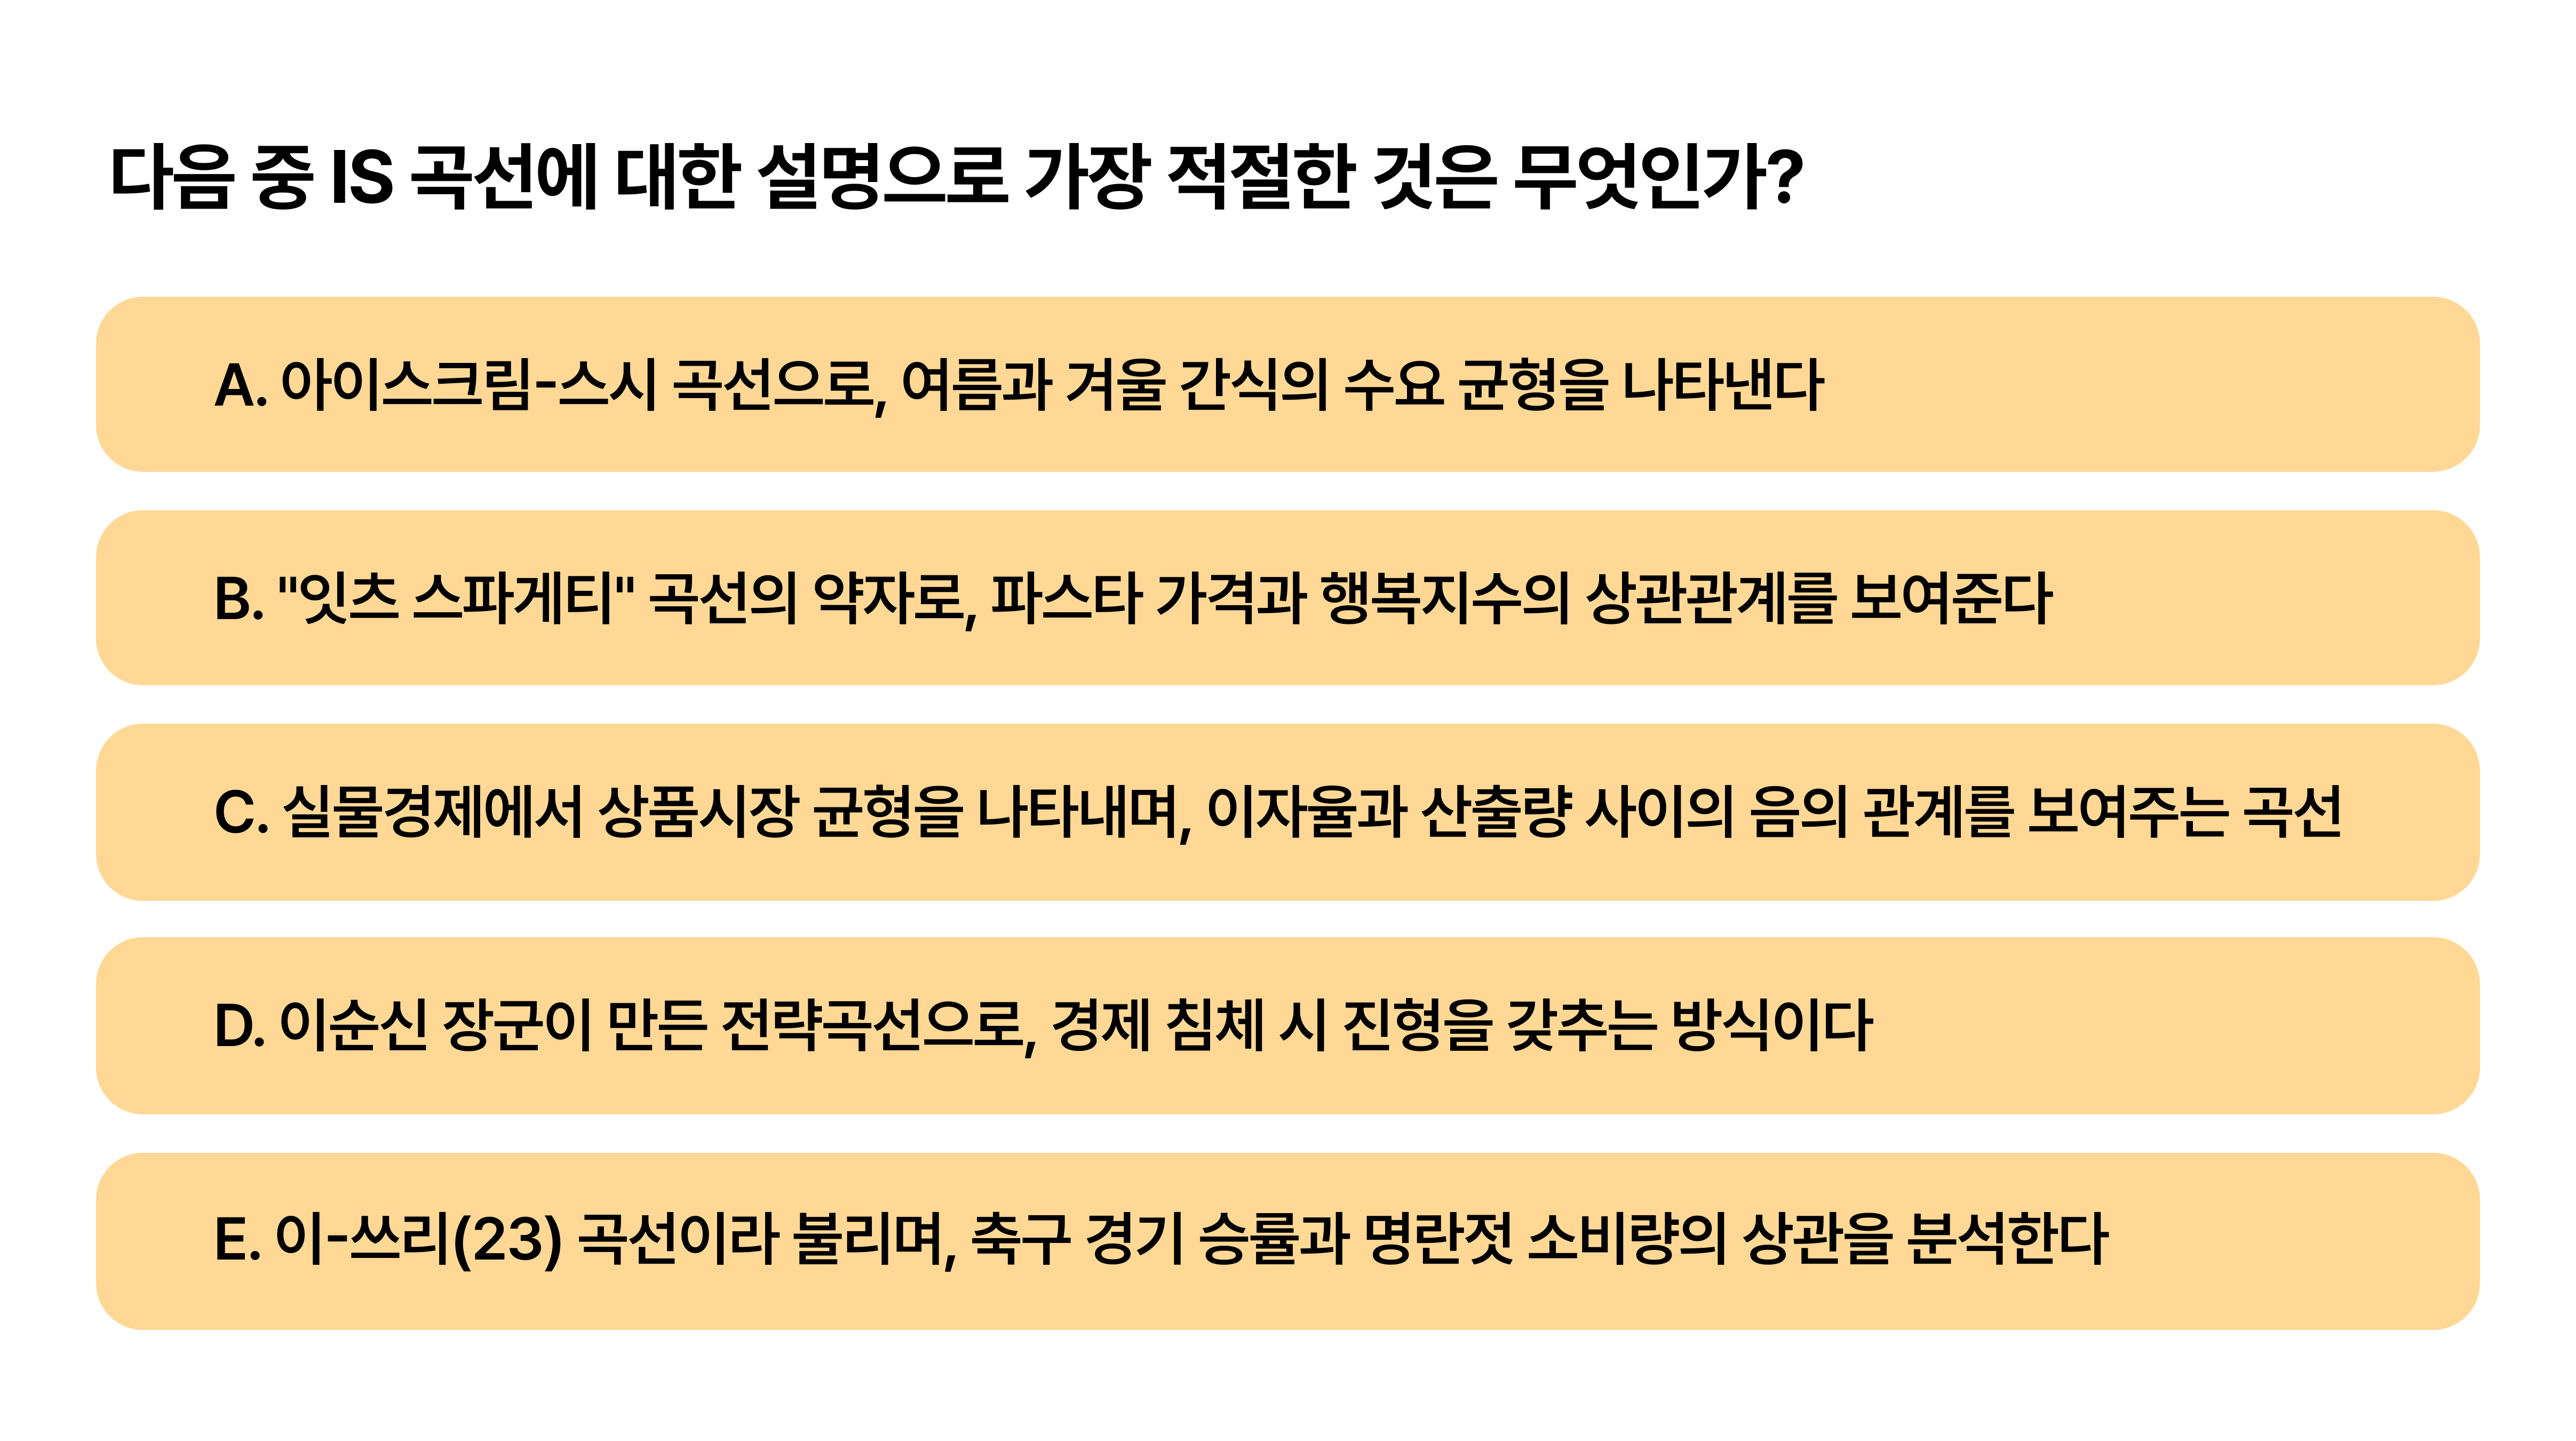 다음 중 IS 곡선에 대한 설명으로 가장 적절한 것은 무엇인가?
A. 아이스크림-스시 곡선으로, 여름과 겨울 간식의 수요 균형을 나타낸다
B. "잇츠 스파게티" 곡선의 약자로, 파스타 가격과 행복지수의 상관관계를 보여준다
C. 실물경제에서 상품시장 균형을 나타내며, 이자율과 산출량 사이의 음의 관계를 보여주는 곡선
D. 이순신 장군이 만든 전략곡선으로, 경제 침체 시 진형을 갖추는 방식이다
E. 이-쓰리(23) 곡선이라 불리며, 축구 경기 승률과 명란젓 소비량의 상관을 분석한다